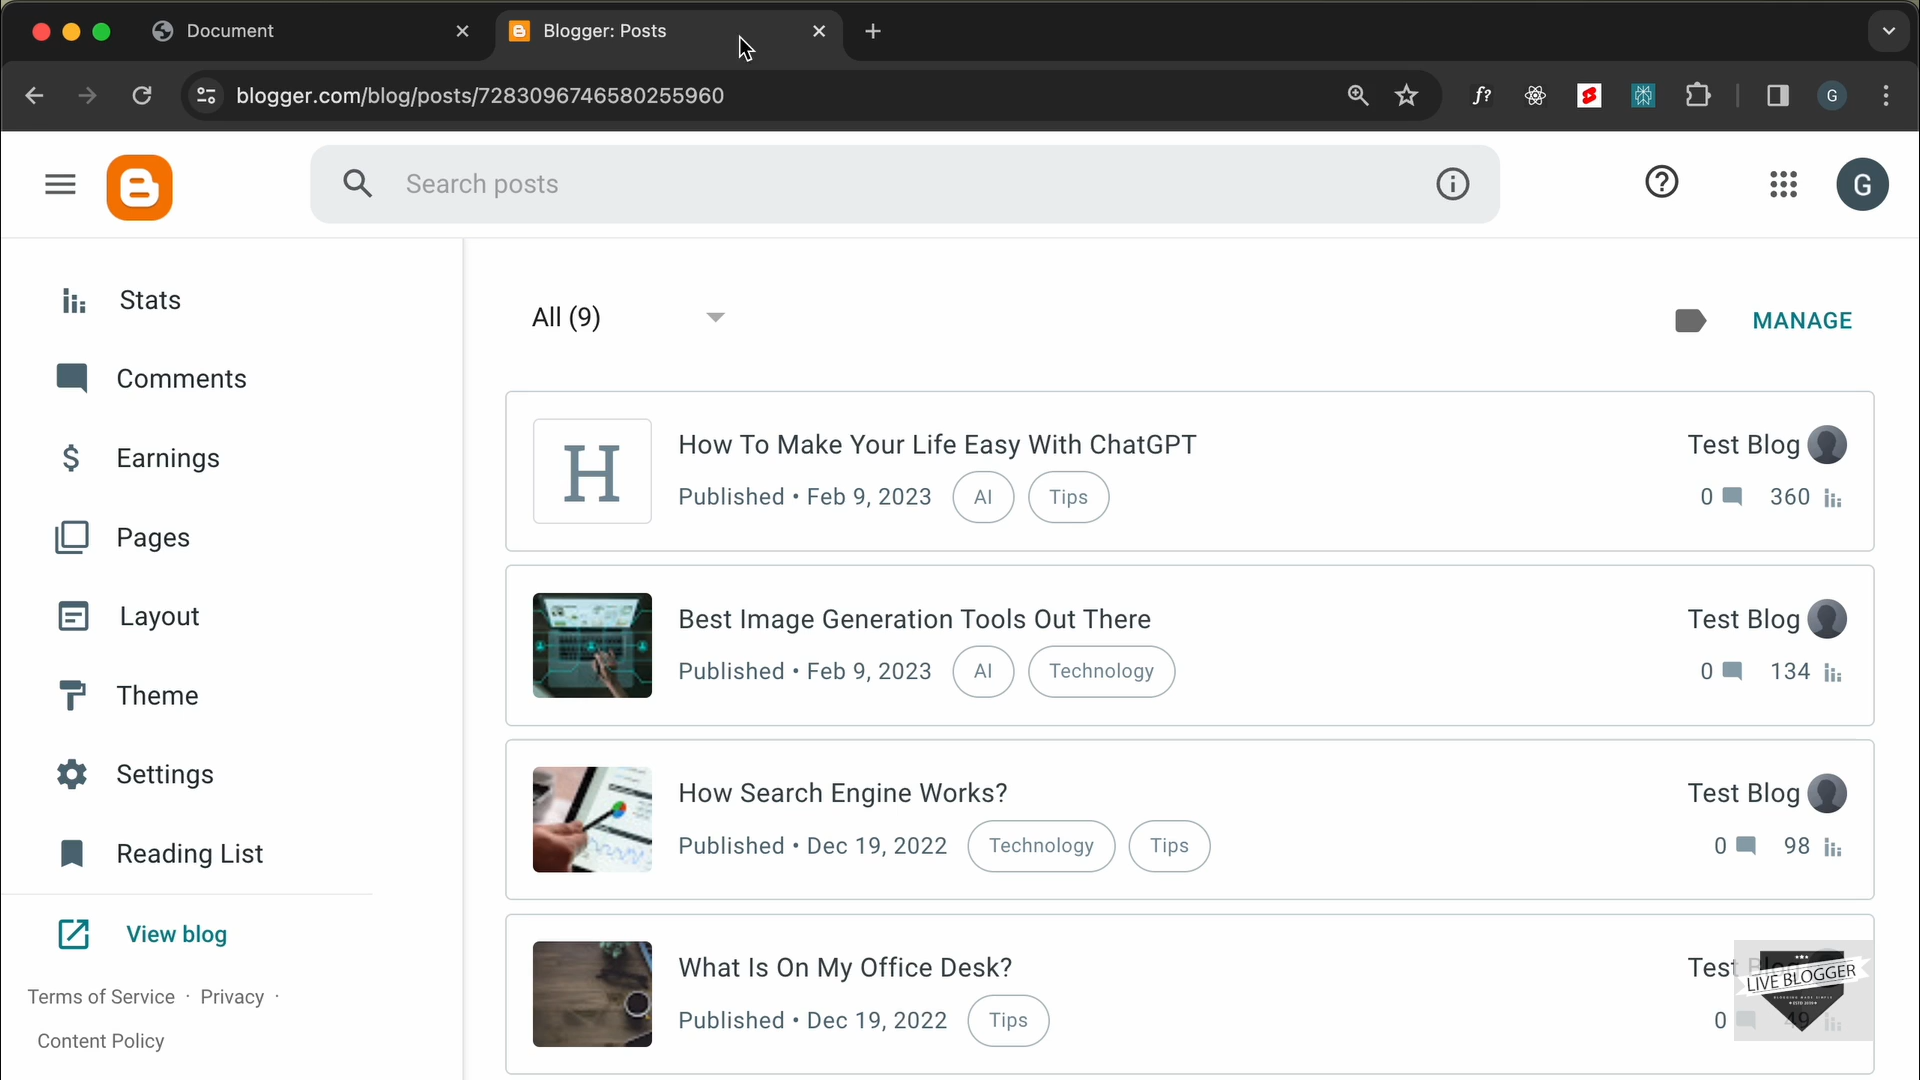 Document
Blogger: Posts
blogger.com/blog/posts/7283096746580255960
f?
G
Search posts
G
Stats
Comments
Earnings
Pages
Layout
Theme
Settings
Reading List
View blog
Terms of Service · Privacy ·
Content Policy
All (9)
MANAGE
H
How To Make Your Life Easy With ChatGPT
Test Blog
Published • Feb 9, 2023 AI Tips
0 360
Best Image Generation Tools Out There
Test Blog
Published • Feb 9, 2023 AI Technology
0 134
How Search Engine Works?
Test Blog
Published • Dec 19, 2022 Technology Tips
0 98
What Is On My Office Desk?
Test Blog
Published • Dec 19, 2022 Tips
0 49
LIVE BLOGGER